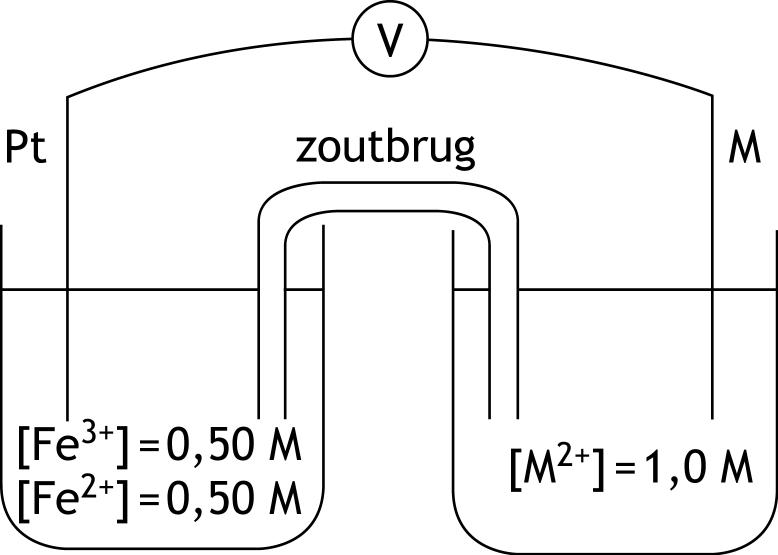 V
Pt
zoutbrug
M
[Fe³⁺] = 0,50 M
[Fe²⁺] = 0,50 M
[M²⁺] = 1,0 M